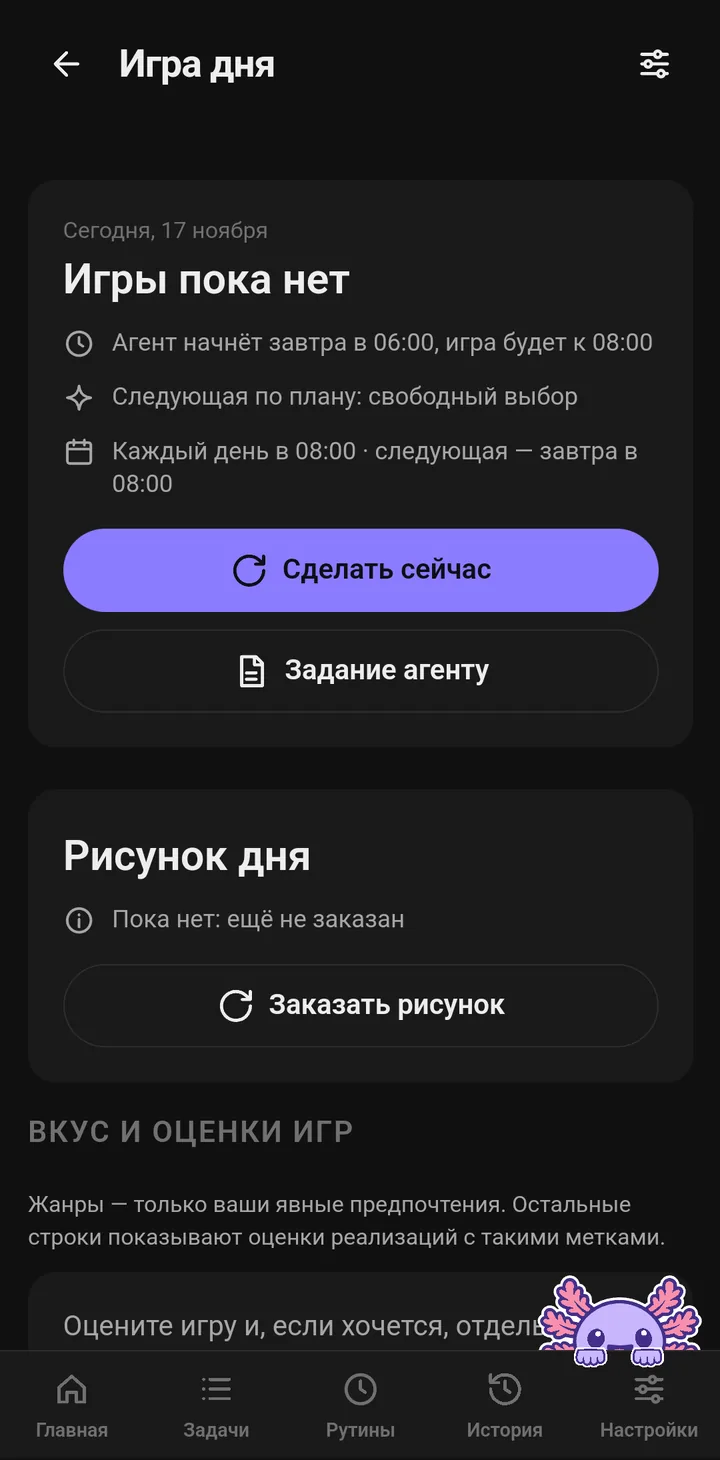 Игра дня
Сегодня, 17 ноября
Игры пока нет
Агент начнёт завтра в 06:00, игра будет к 08:00
Следующая по плану: свободный выбор
Каждый день в 08:00 · следующая — завтра в
08:00
Сделать сейчас
Задание агенту
Рисунок дня
Пока нет: ещё не заказан
Заказать рисунок
ВКУС И ОЦЕНКИ ИГР
Жанры — только ваши явные предпочтения. Остальные
строки показывают оценки реализаций с такими метками.
Оцените игру и, если хочется,
Главная
Задачи
Рутины
История
Настройки